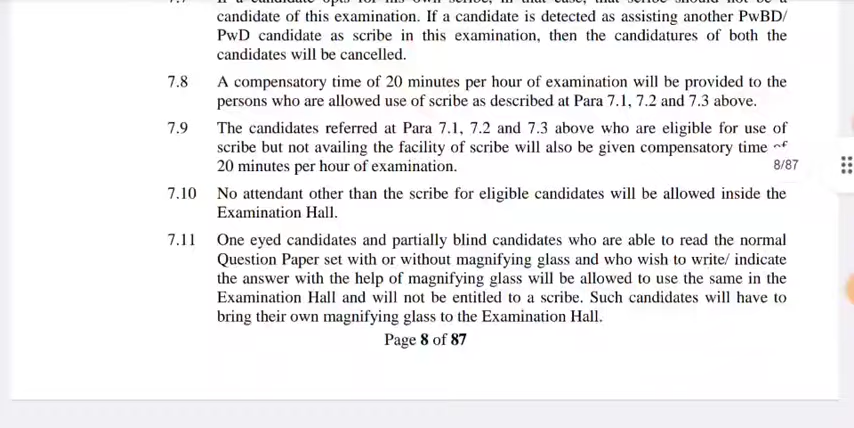 candidate of this examination. If a candidate is detected as assisting another PwBD/
PwD candidate as scribe in this examination, then the candidatures of both the
candidates will be cancelled.
7.8 A compensatory time of 20 minutes per hour of examination will be provided to the
persons who are allowed use of scribe as described at Para 7.1, 7.2 and 7.3 above.
7.9 The candidates referred at Para 7.1, 7.2 and 7.3 above who are eligible for use of
scribe but not availing the facility of scribe will also be given compensatory time of
20 minutes per hour of examination.
8/87
7.10 No attendant other than the scribe for eligible candidates will be allowed inside the
Examination Hall.
7.11 One eyed candidates and partially blind candidates who are able to read the normal
Question Paper set with or without magnifying glass and who wish to write/ indicate
the answer with the help of magnifying glass will be allowed to use the same in the
Examination Hall and will not be entitled to a scribe. Such candidates will have to
bring their own magnifying glass to the Examination Hall.
Page 8 of 87